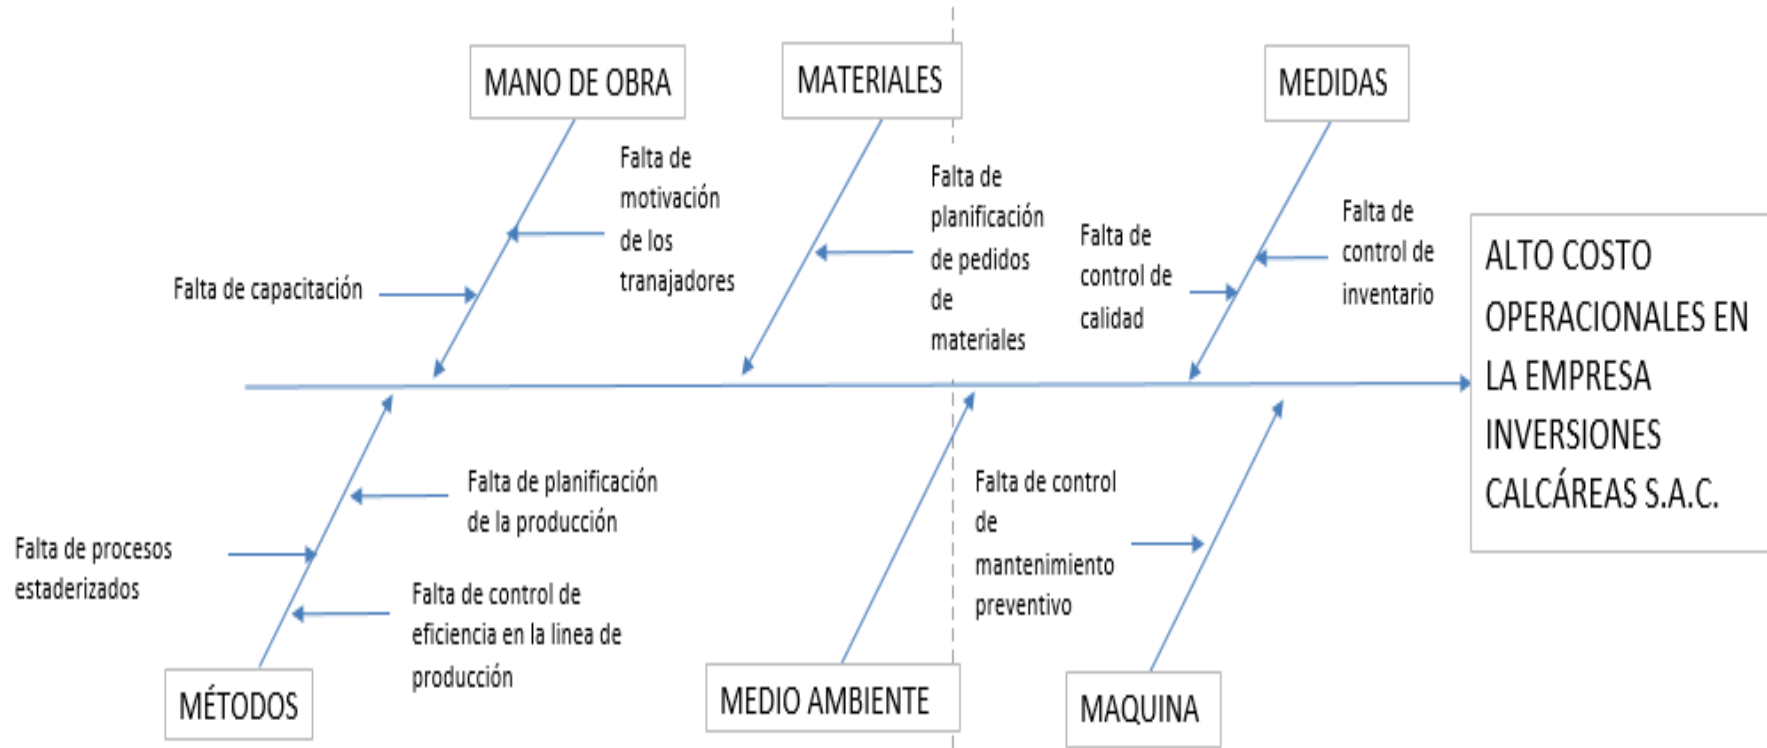 MANO DE OBRA
MATERIALES
MEDIDAS
Falta de
motivación
de los
tranajadores
Falta de capacitación
Falta de
planificación
de pedidos
de
materiales
Falta de
control de
calidad
Falta de
control de
inventario
ALTO COSTO
OPERACIONALES EN
LA EMPRESA
INVERSIONES
CALCÁREAS S.A.C.
Falta de planificación
de la producción
Falta de procesos
estaderizados
Falta de control de
eficiencia en la linea de
producción
Falta de control
de
mantenimiento
preventivo
MÉTODOS
MEDIO AMBIENTE
MAQUINA